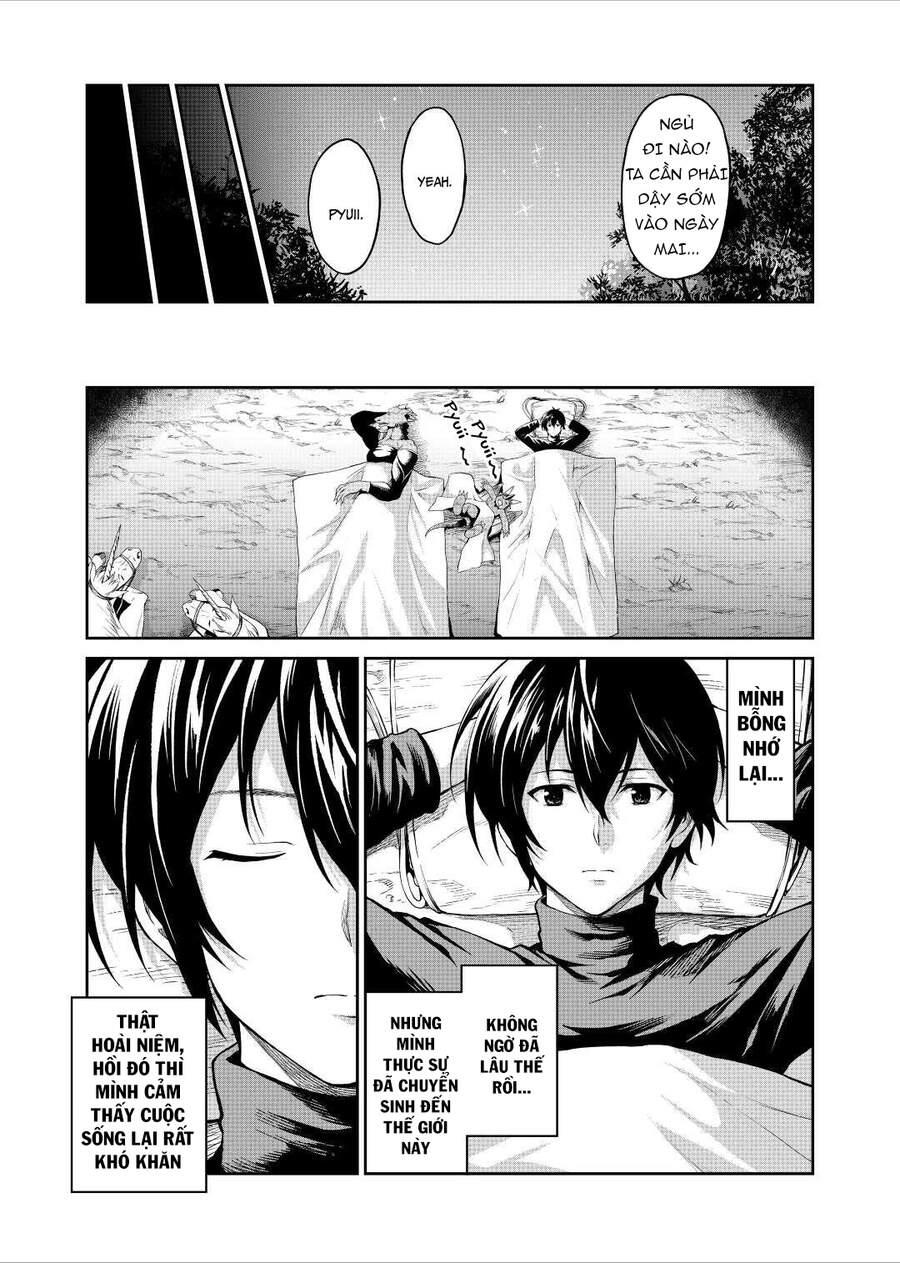 NGỦ
ĐI NÀO!
TA CẦN PHẢI
DẬY SỚM
VÀO NGÀY
MAI...
YEAH.
PYUII.
Pyuii ~
Pyuii ~
MÌNH
BỖNG
NHỚ
LẠI...
KHÔNG
NGỜ ĐÃ
LÂU THẾ
RỒI...
NHƯNG
MÌNH
THỰC SỰ
ĐÃ CHUYỂN
SINH ĐẾN
THẾ GIỚI
NÀY
THẬT
HOÀI NIỆM,
HỒI ĐÓ THÌ
MÌNH CẢM
THẤY CUỘC
SỐNG LẠI RẤT
KHÓ KHĂN